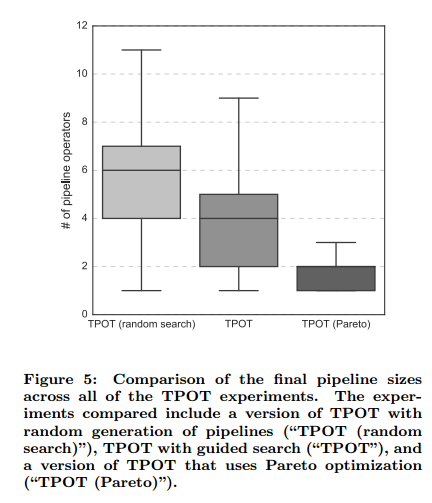 12
10
8
6
4
2
0
# of pipeline operators
TPOT (random search) TPOT TPOT (Pareto)
Figure 5: Comparison of the final pipeline sizes
across all of the TPOT experiments. The exper-
iments compared include a version of TPOT with
random generation of pipelines (“TPOT (random
search)”), TPOT with guided search (“TPOT”), and
a version of TPOT that uses Pareto optimization
(“TPOT (Pareto)”).